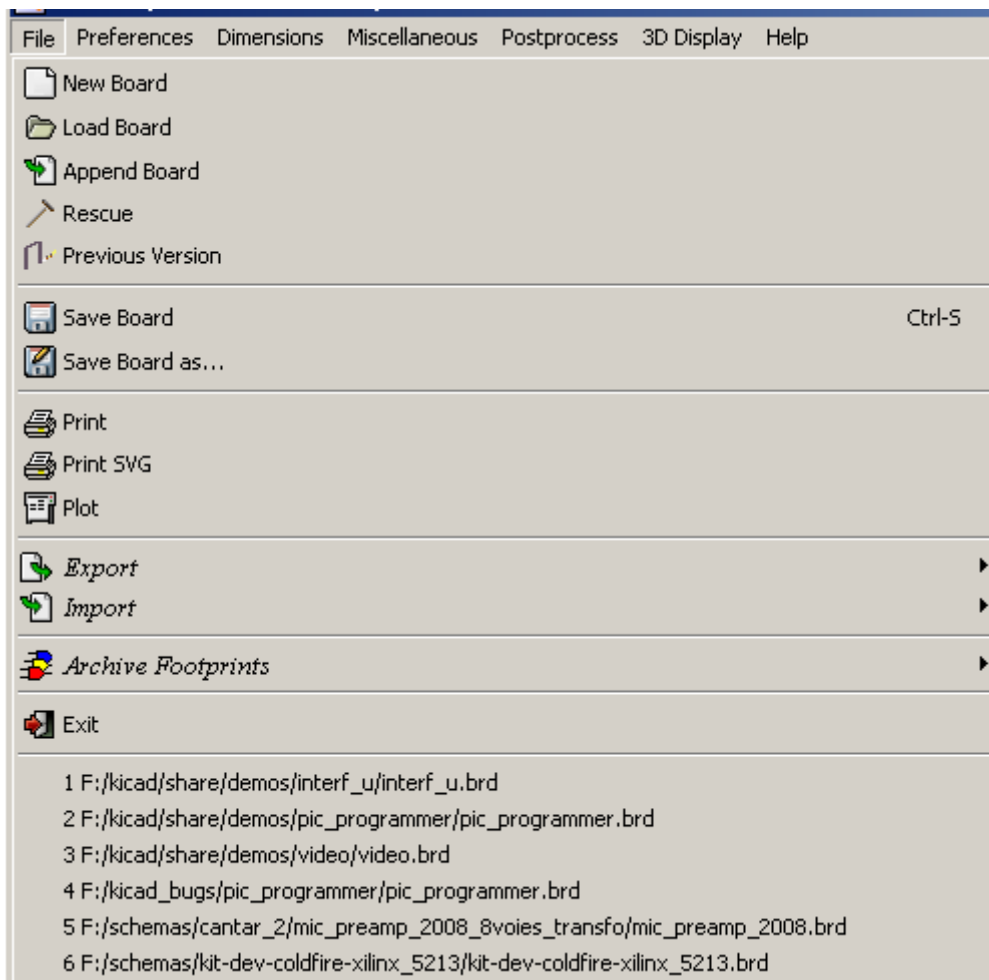 File Preferences Dimensions Miscellaneous Postprocess 3D Display Help
New Board
Load Board
Append Board
Rescue
Previous Version
Save Board Ctrl-S
Save Board as...
Print
Print SVG
Plot
Export
Import
Archive Footprints
Exit
1 F:/kicad/share/demos/interf_u/interf_u.brd
2 F:/kicad/share/demos/pic_programmer/pic_programmer.brd
3 F:/kicad/share/demos/video/video.brd
4 F:/kicad_bugs/pic_programmer/pic_programmer.brd
5 F:/schemas/cantar_2/mic_preamp_2008_8voies_transfo/mic_preamp_2008.brd
6 F:/schemas/kit-dev-coldfire-xilinx_5213/kit-dev-coldfire-xilinx_5213.brd